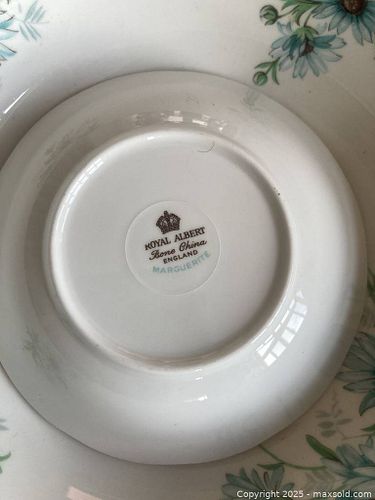 ROYAL ALBERT
Bone China
ENGLAND
MARGUERITE
Copyright © 2025 - maxsold.com